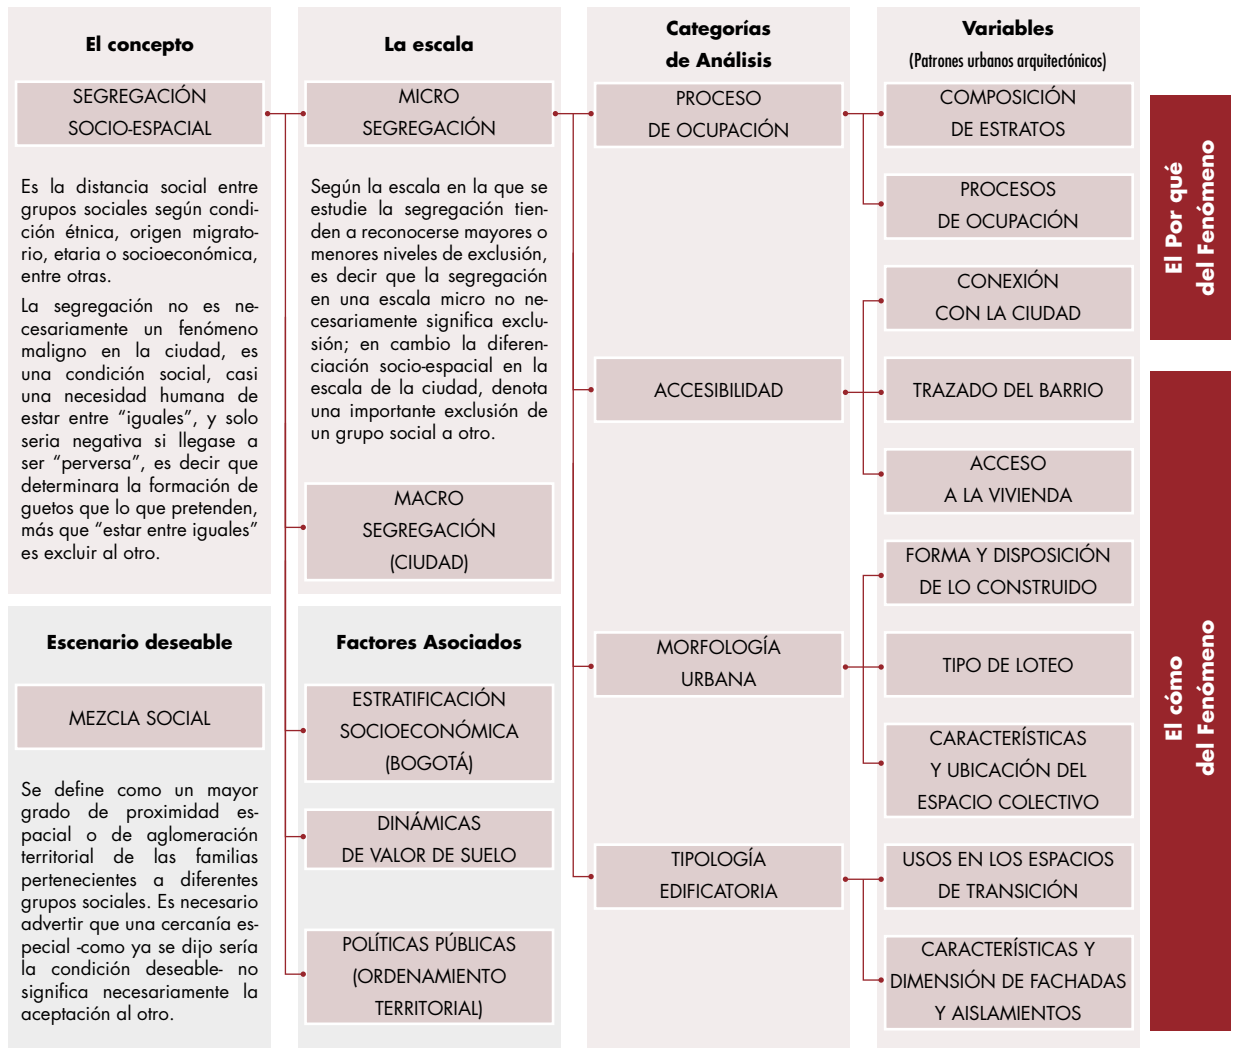 El concepto
SEGREGACIÓN
SOCIO-ESPACIAL
Es la distancia social entre
grupos sociales según condi-
ción étnica, origen migrato-
rio, etaria o socioeconómica,
entre otras.
La segregación no es ne-
cesariamente un fenómeno
maligno en la ciudad, es
una condición social, casi
una necesidad humana de
estar entre “iguales”, y solo
seria negativa si llegase a
ser “perversa”, es decir que
determinara la formación de
guetos que lo que pretenden,
más que “estar entre iguales”
es excluir al otro.
Escenario deseable
MEZCLA SOCIAL
Se define como un mayor
grado de proximidad es-
pacial o de aglomeración
territorial de las familias
pertenecientes a diferentes
grupos sociales. Es necesario
advertir que una cercanía es-
pecial -como ya se dijo sería
la condición deseable- no
significa necesariamente la
aceptación al otro.
La escala
MICRO
SEGREGACIÓN
Según la escala en la que se
estudie la segregación tien-
den a reconocerse mayores o
menores niveles de exclusión,
es decir que la segregación
en una escala micro no ne-
cesariamente significa exclu-
sión; en cambio la diferen-
ciación socio-espacial en la
escala de la ciudad, denota
una importante exclusión de
un grupo social a otro.
MACRO
SEGREGACIÓN
(CIUDAD)
Factores Asociados
ESTRATIFICACIÓN
SOCIOECONÓMICA
(BOGOTÁ)
DINÁMICAS
DE VALOR DE SUELO
POLÍTICAS PÚBLICAS
(ORDENAMIENTO
TERRITORIAL)
Categorías
de Análisis
PROCESO
DE OCUPACIÓN
ACCESIBILIDAD
MORFOLOGÍA
URBANA
TIPOLOGÍA
EDIFICATORIA
Variables
(Patrones urbanos arquitectónicos)
COMPOSICIÓN
DE ESTRATOS
PROCESOS
DE OCUPACIÓN
CONEXIÓN
CON LA CIUDAD
TRAZADO DEL BARRIO
ACCESO
A LA VIVIENDA
FORMA Y DISPOSICIÓN
DE LO CONSTRUIDO
TIPO DE LOTEO
CARACTERÍSTICAS
Y UBICACIÓN DEL
ESPACIO COLECTIVO
USOS EN LOS ESPACIOS
DE TRANSICIÓN
CARACTERÍSTICAS Y
DIMENSIÓN DE FACHADAS
Y AISLAMIENTOS
El Por qué
del Fenómeno
El cómo
del Fenómeno